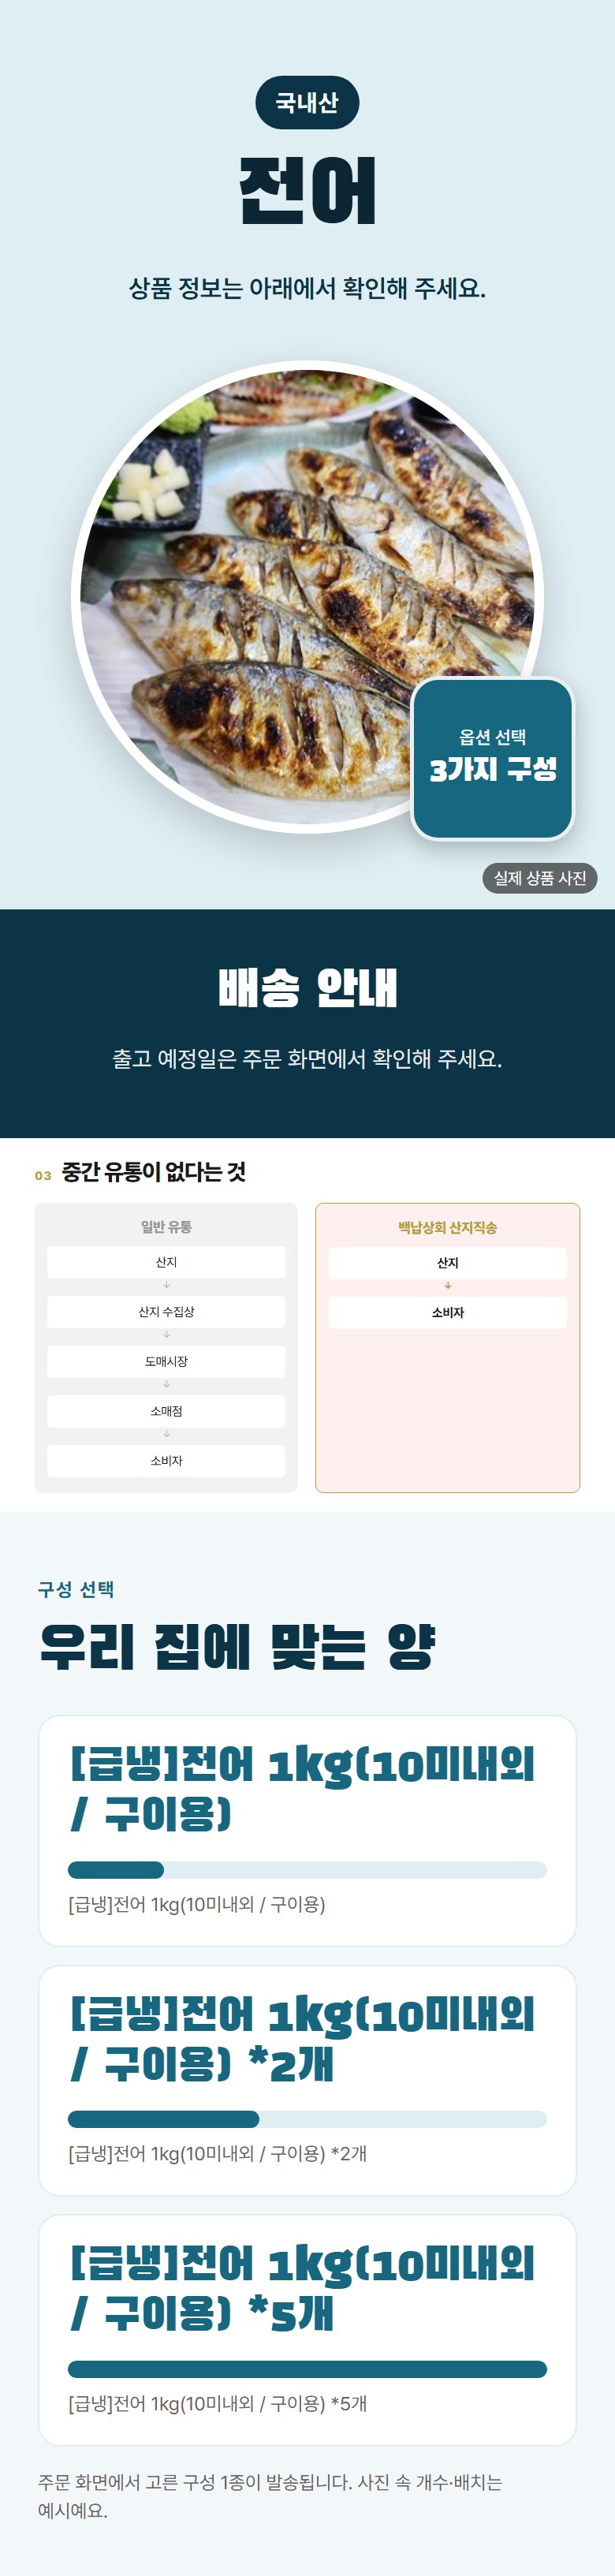 국내산
전어
상품 정보는 아래에서 확인해 주세요.
옵션 선택
3가지 구성
실제 상품 사진
배송 안내
출고 예정일은 주문 화면에서 확인해 주세요.
03 중간 유통이 없다는 것
일반 유통
산지
↓
산지 수집상
↓
도매시장
↓
소매점
↓
소비자
백납상회 산지직송
산지
↓
소비자
구성 선택
우리 집에 맞는 양
[급냉]전어 1kg(10미내외
/ 구이용)
[급냉]전어 1kg(10미내외 / 구이용)
[급냉]전어 1kg(10미내외
/ 구이용) *2개
[급냉]전어 1kg(10미내외 / 구이용) *2개
[급냉]전어 1kg(10미내외
/ 구이용) *5개
[급냉]전어 1kg(10미내외 / 구이용) *5개
주문 화면에서 고른 구성 1종이 발송됩니다. 사진 속 개수·배치는
예시예요.